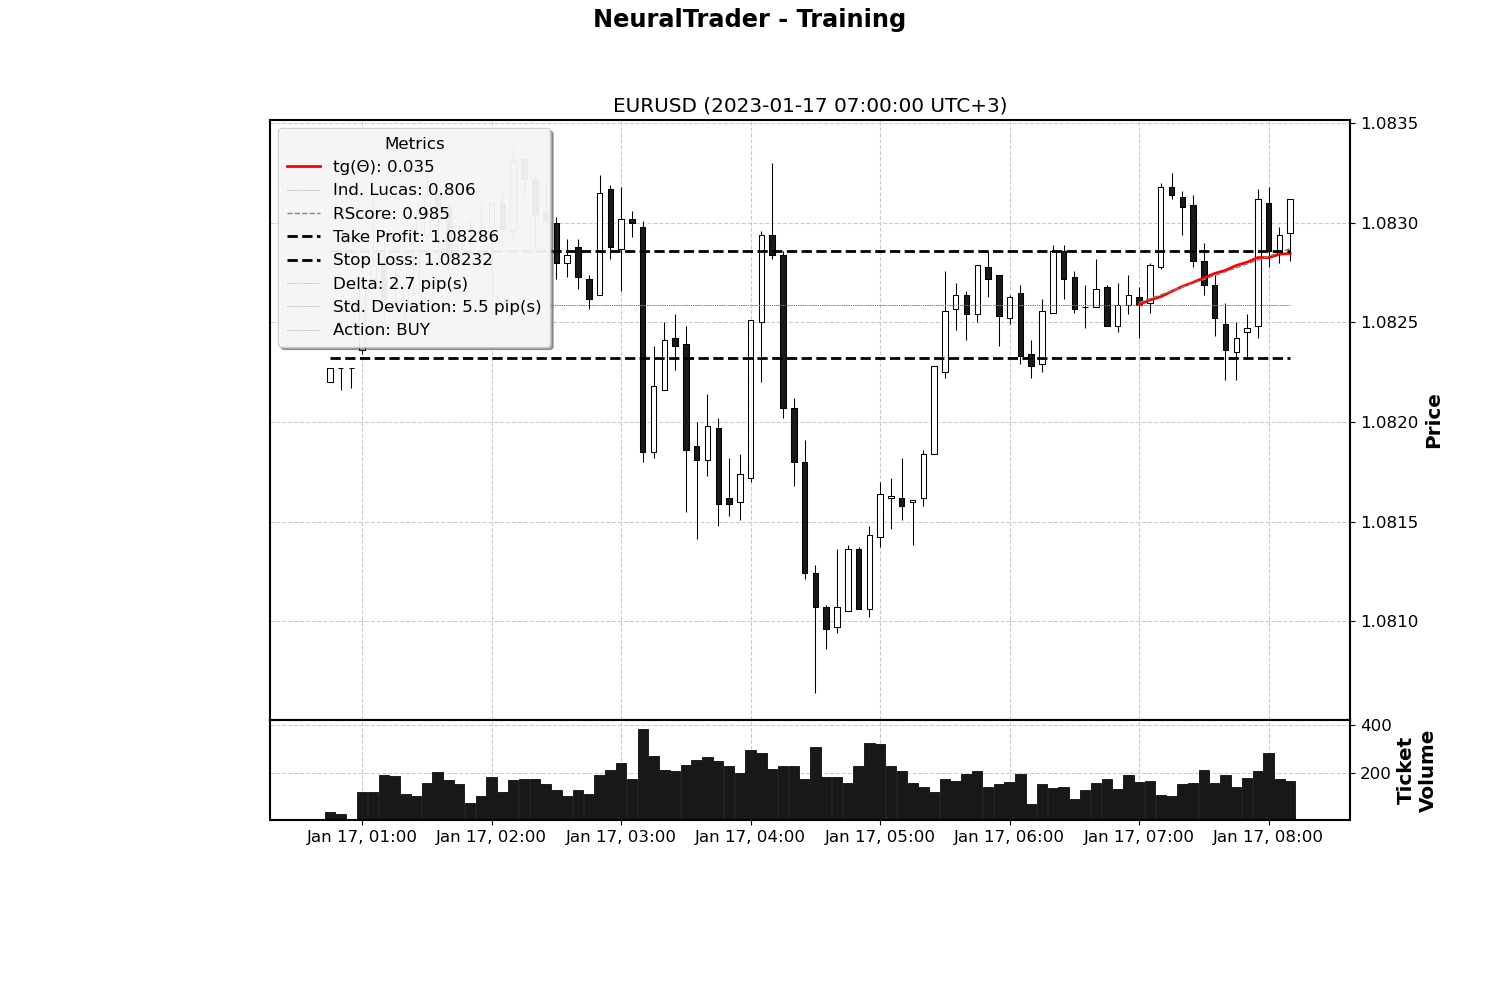 NeuralTrader - Training
EURUSD (2023-01-17 07:00:00 UTC+3)
Metrics
tg(Θ): 0.035
Ind. Lucas: 0.806
RScore: 0.985
Take Profit: 1.08286
Stop Loss: 1.08232
Delta: 2.7 pip(s)
Std. Deviation: 5.5 pip(s)
Action: BUY
1.0835
1.0830
1.0825
1.0820
1.0815
1.0810
Price
400
200
Ticket
Volume
Jan 17, 01:00
Jan 17, 02:00
Jan 17, 03:00
Jan 17, 04:00
Jan 17, 05:00
Jan 17, 06:00
Jan 17, 07:00
Jan 17, 08:00